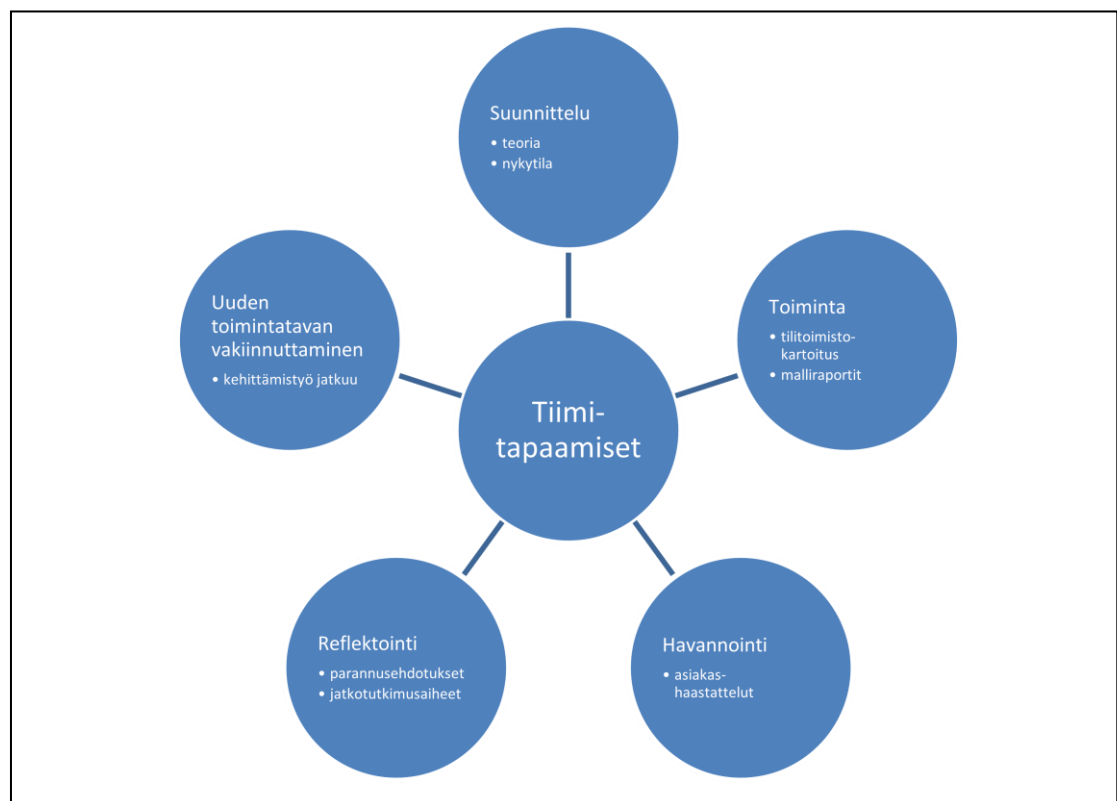 Suunnittelu
• teoria
• nykytila
Toiminta
• tilitoimisto-
kartoitus
• malliraportit
Havannointi
• asiakas-
haastattelut
Reflektointi
• parannusehdotukset
• jatkotutkimusaiheet
Uuden
toimintatavan
vakiinnuttaminen
• kehittämistyö jatkuu
Tiimi-
tapaamiset